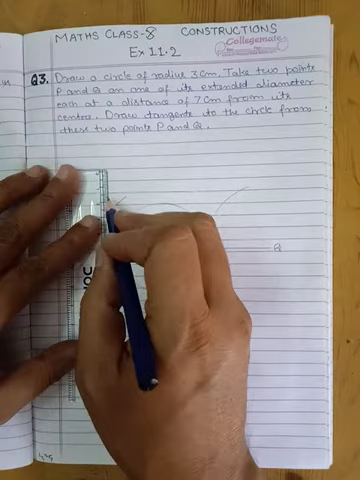 MATHS CLASS-8 CONSTRUCTIONS
Ex 11.2
Collegemate
Q3. Draw a circle of radius 3cm. Take two points
P and Q on one of its extended diameter
each at a distance of 7cm from its
centre. Draw tangents to the circle from
these two points P and Q.
Q